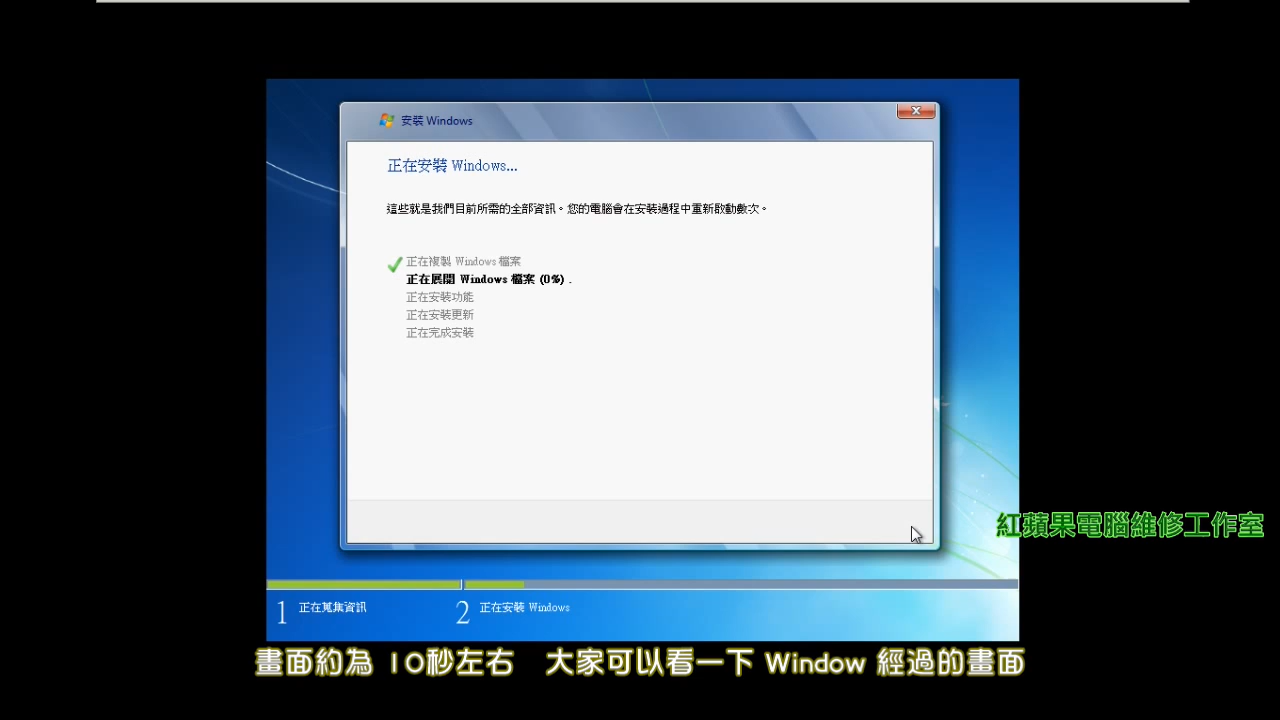 安裝 Windows
正在安裝 Windows...
這些就是我們目前所需的全部資訊。您的電腦會在安裝過程中重新啟動數次。
正在複製 Windows 檔案
正在展開 Windows 檔案 (0%) .
正在安裝功能
正在安裝更新
正在完成安裝
紅蘋果電腦維修工作室
1 正在蒐集資訊
2 正在安裝 Windows
畫面約為 10秒左右 大家可以看一下 Window 經過的畫面